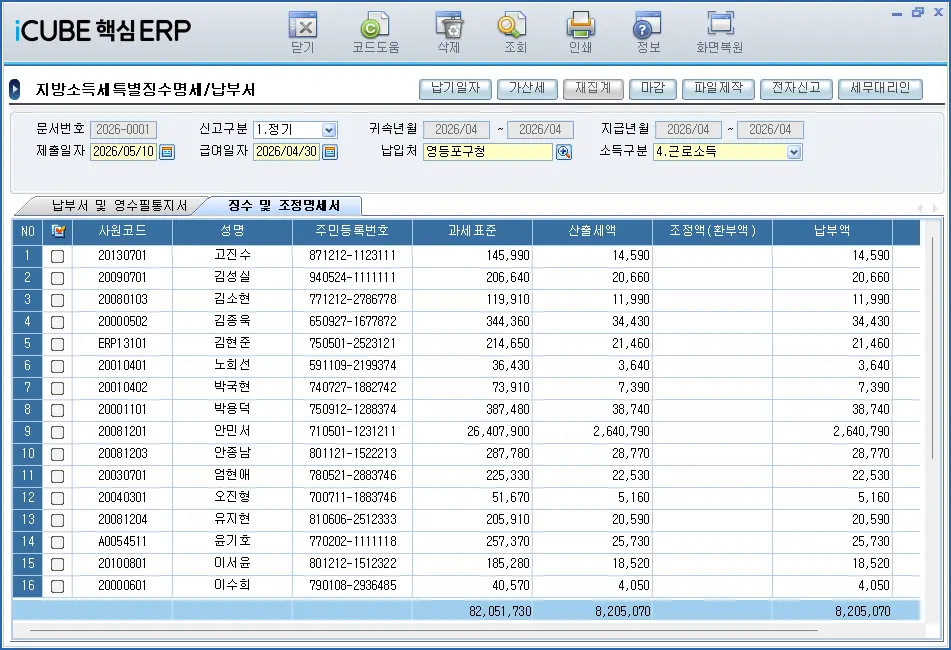 iCUBE 핵심ERP
닫기 코드도움 삭제 조회 인쇄 정보 화면복원
지방소득세특별징수명세/납부서 납기일자 가산세 재집계 마감 파일제작 전자신고 세무대리인
문서번호 2026-0001 신고구분 1.정기 귀속년월 2026/04 ~ 2026/04 지급년월 2026/04 ~ 2026/04
제출일자 2026/05/10 급여일자 2026/04/30 납입처 영등포구청 소득구분 4.근로소득
납부서 및 영수필통지서 징수 및 조정명세서
NO 사원코드 성명 주민등록번호 과세표준 산출세액 조정액(환부액) 납부액
1 20130701 고진수 871212-1123111 145,990 14,590 14,590
2 20090701 김성실 940524-1111111 206,640 20,660 20,660
3 20080103 김소현 771212-2786778 119,910 11,990 11,990
4 20000502 김종욱 650927-1677872 344,360 34,430 34,430
5 ERP13101 김현준 750501-2523121 214,650 21,460 21,460
6 20010401 노희선 591109-2199374 36,430 3,640 3,640
7 20010402 박국현 740727-1882742 73,910 7,390 7,390
8 20001101 박용덕 750912-1288374 387,480 38,740 38,740
9 20081201 안민서 710501-1231211 26,407,900 2,640,790 2,640,790
10 20081203 안종남 801121-1522213 287,780 28,770 28,770
11 20030701 엄현애 780521-2883746 225,330 22,530 22,530
12 20040301 오진형 700711-1883746 51,670 5,160 5,160
13 20081204 유지현 810606-2512333 205,910 20,590 20,590
14 A0054511 윤기호 770202-1111118 257,370 25,730 25,730
15 20100801 이서윤 801212-1512322 185,280 18,520 18,520
16 20000601 이수희 790108-2936485 40,570 4,050 4,050
82,051,730 8,205,070 8,205,070